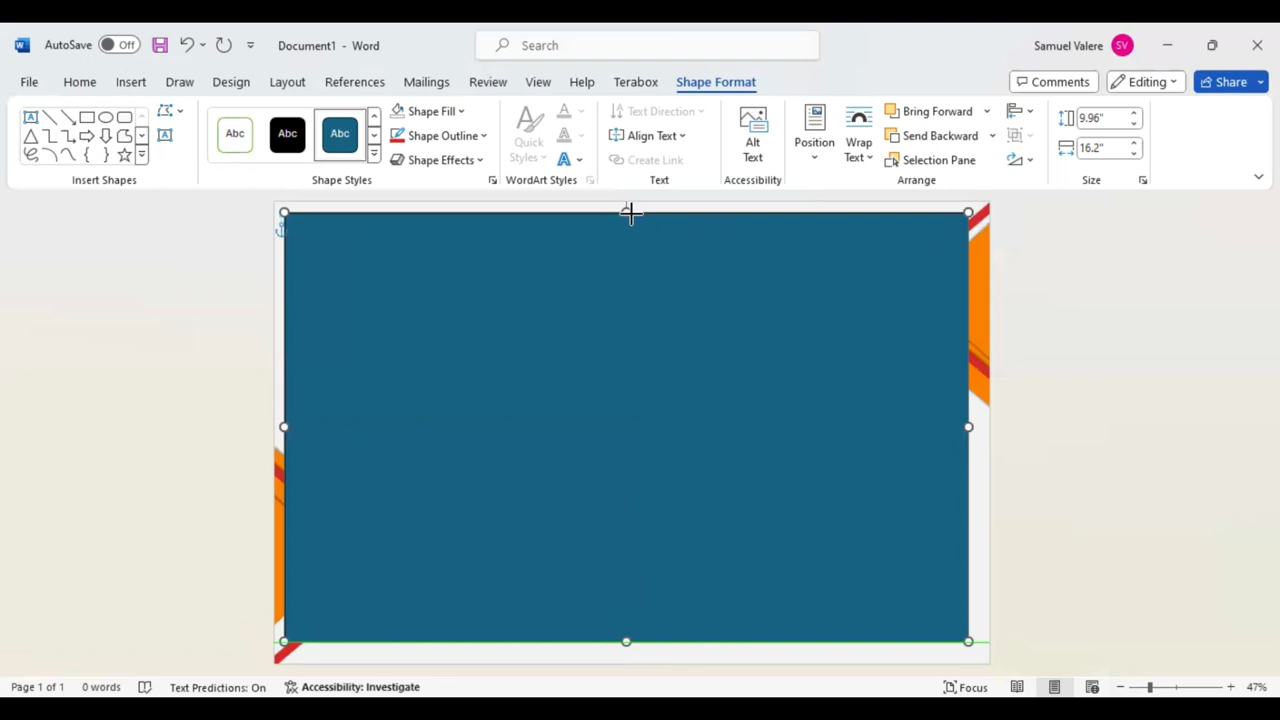 AutoSave Off Document1 - Word Search Samuel Valere SV
File Home Insert Draw Design Layout References Mailings Review View Help Terabox Shape Format Comments Editing Share
Abc Abc Abc
Shape Fill
Shape Outline
Shape Effects
Quick
Styles
Text Direction
Align Text
Create Link
Alt
Text
Position
Wrap
Text
Bring Forward
Send Backward
Selection Pane
9.96"
16.2"
Insert Shapes Shape Styles WordArt Styles Text Accessibility Arrange Size
Page 1 of 1 0 words Text Predictions: On Accessibility: Investigate Focus 47%